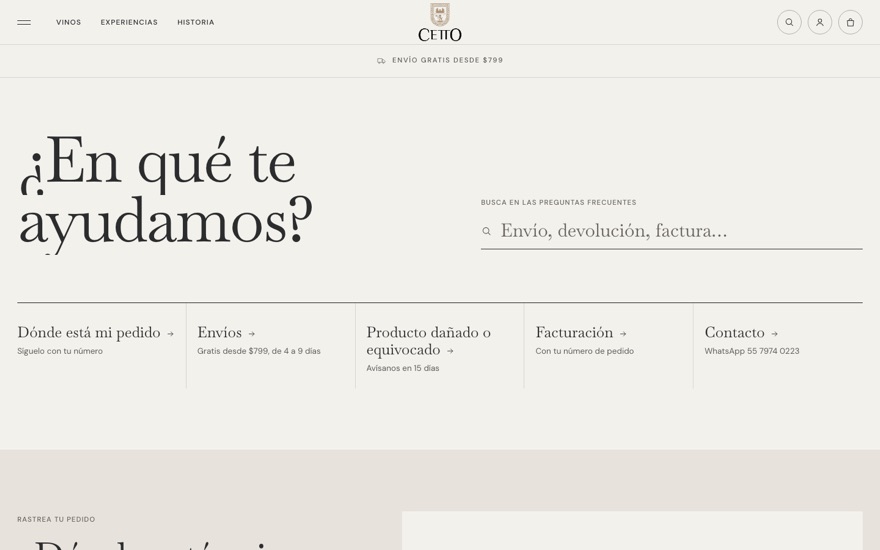 VINOS
EXPERIENCIAS
HISTORIA
CETTO
ENVÍO GRATIS DESDE $799
¿En qué te
ayudamos?
BUSCA EN LAS PREGUNTAS FRECUENTES
Envío, devolución, factura...
Dónde está mi pedido →
Síguelo con tu número
Envíos →
Gratis desde $799, de 4 a 9 días
Producto dañado o
equivocado →
Avísanos en 15 días
Facturación →
Con tu número de pedido
Contacto →
WhatsApp 55 7974 0223
RASTREA TU PEDIDO